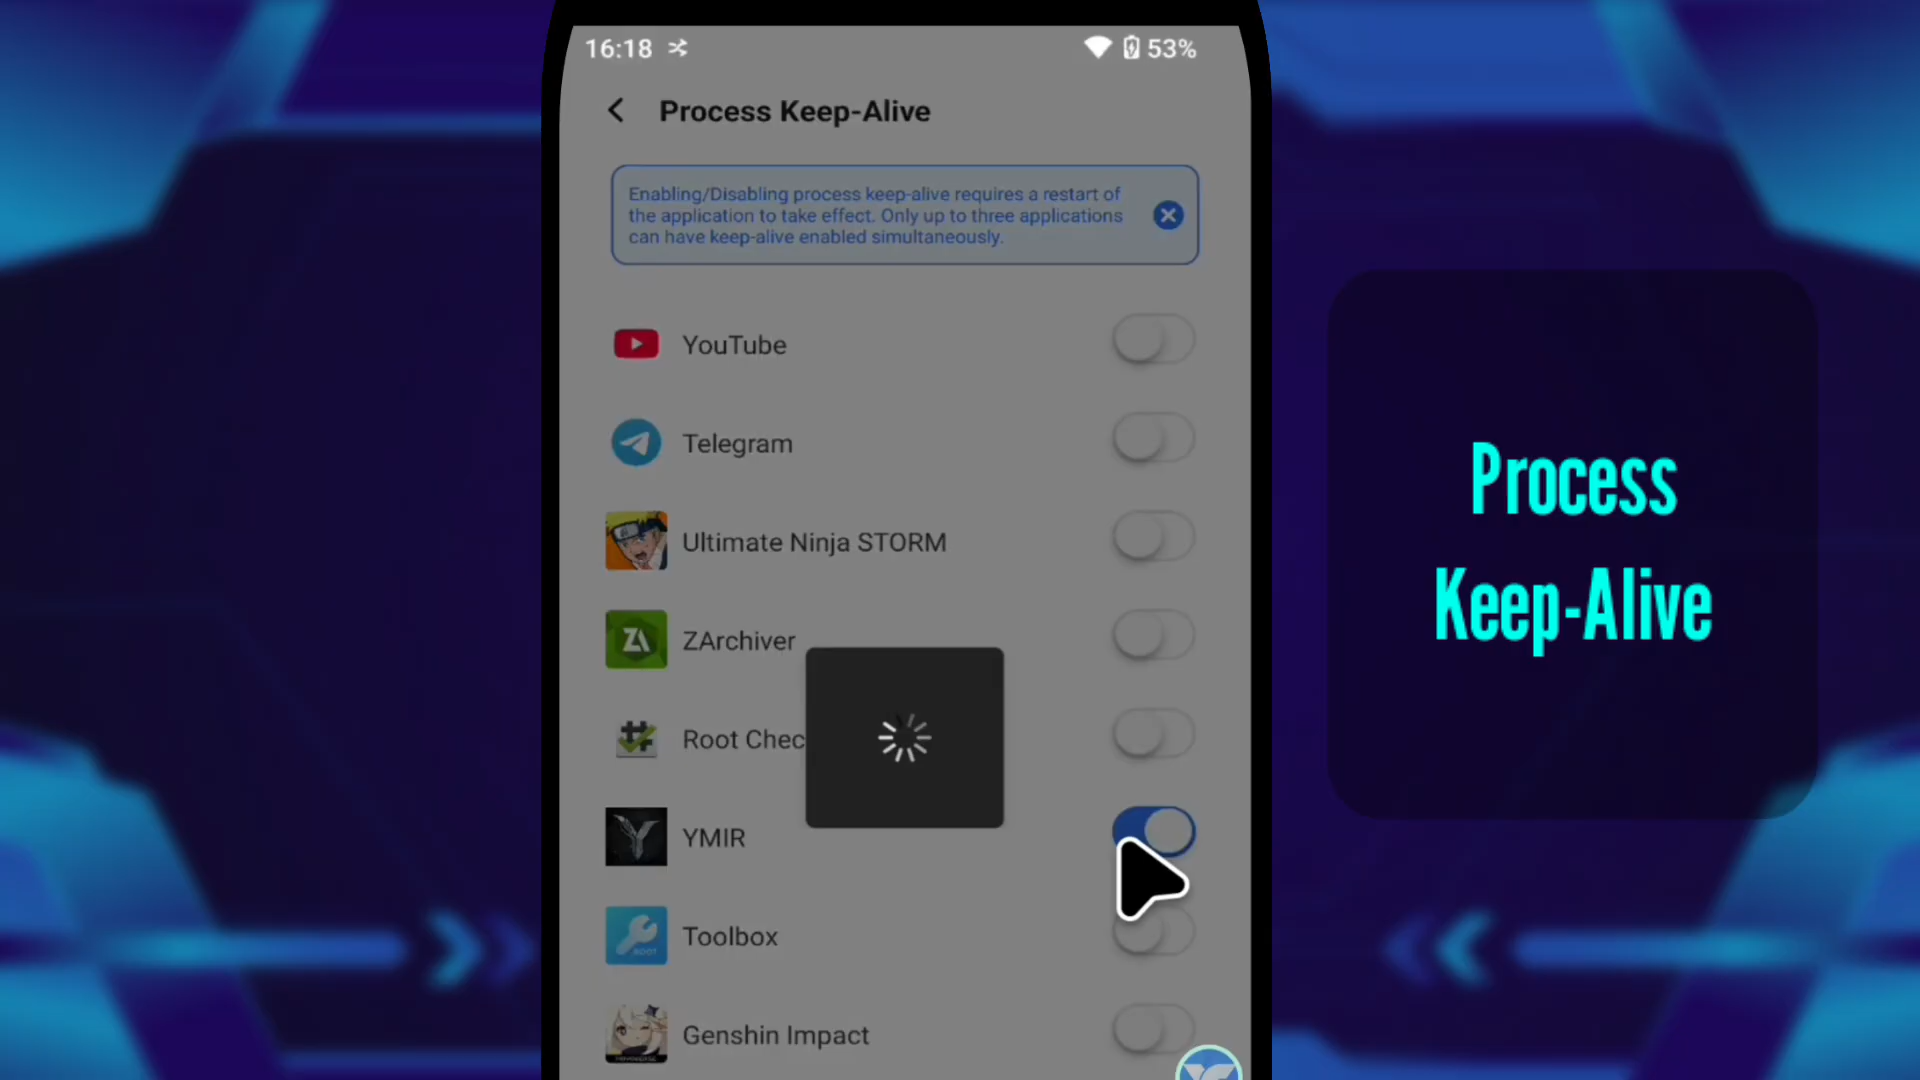 16:18
53%
Process Keep-Alive
Enabling/Disabling process keep-alive requires a restart of
the application to take effect. Only up to three applications
can have keep-alive enabled simultaneously.
YouTube
Telegram
Ultimate Ninja STORM
ZArchiver
Root Chec
YMIR
Toolbox
Genshin Impact
Process
Keep-Alive